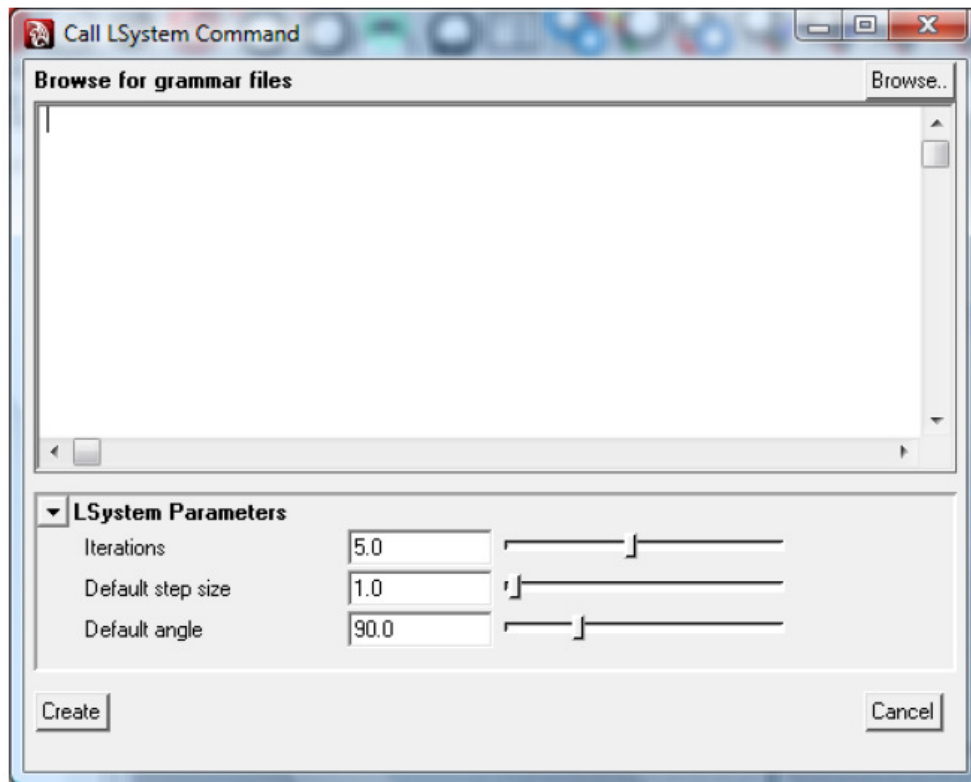 Call LSystem Command
Browse for grammar files Browse..
LSystem Parameters
Iterations 5.0
Default step size 1.0
Default angle 90.0
Create Cancel